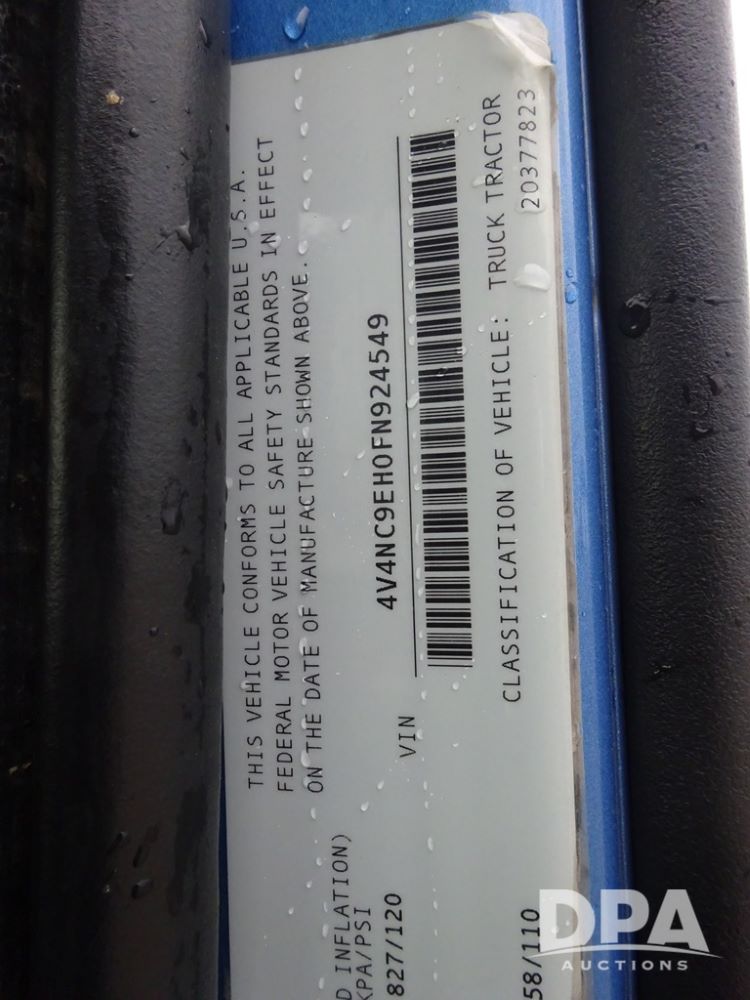 THIS VEHICLE CONFORMS TO ALL APPLICABLE U.S.A.
FEDERAL MOTOR VEHICLE SAFETY STANDARDS IN EFFECT
ON THE DATE OF MANUFACTURE SHOWN ABOVE.
VIN 4V4NC9EH0FN924549
CLASSIFICATION OF VEHICLE: TRUCK TRACTOR
20377823
D INFLATION)
KPA/PSI
827/120
58/110
DPA
AUCTIONS